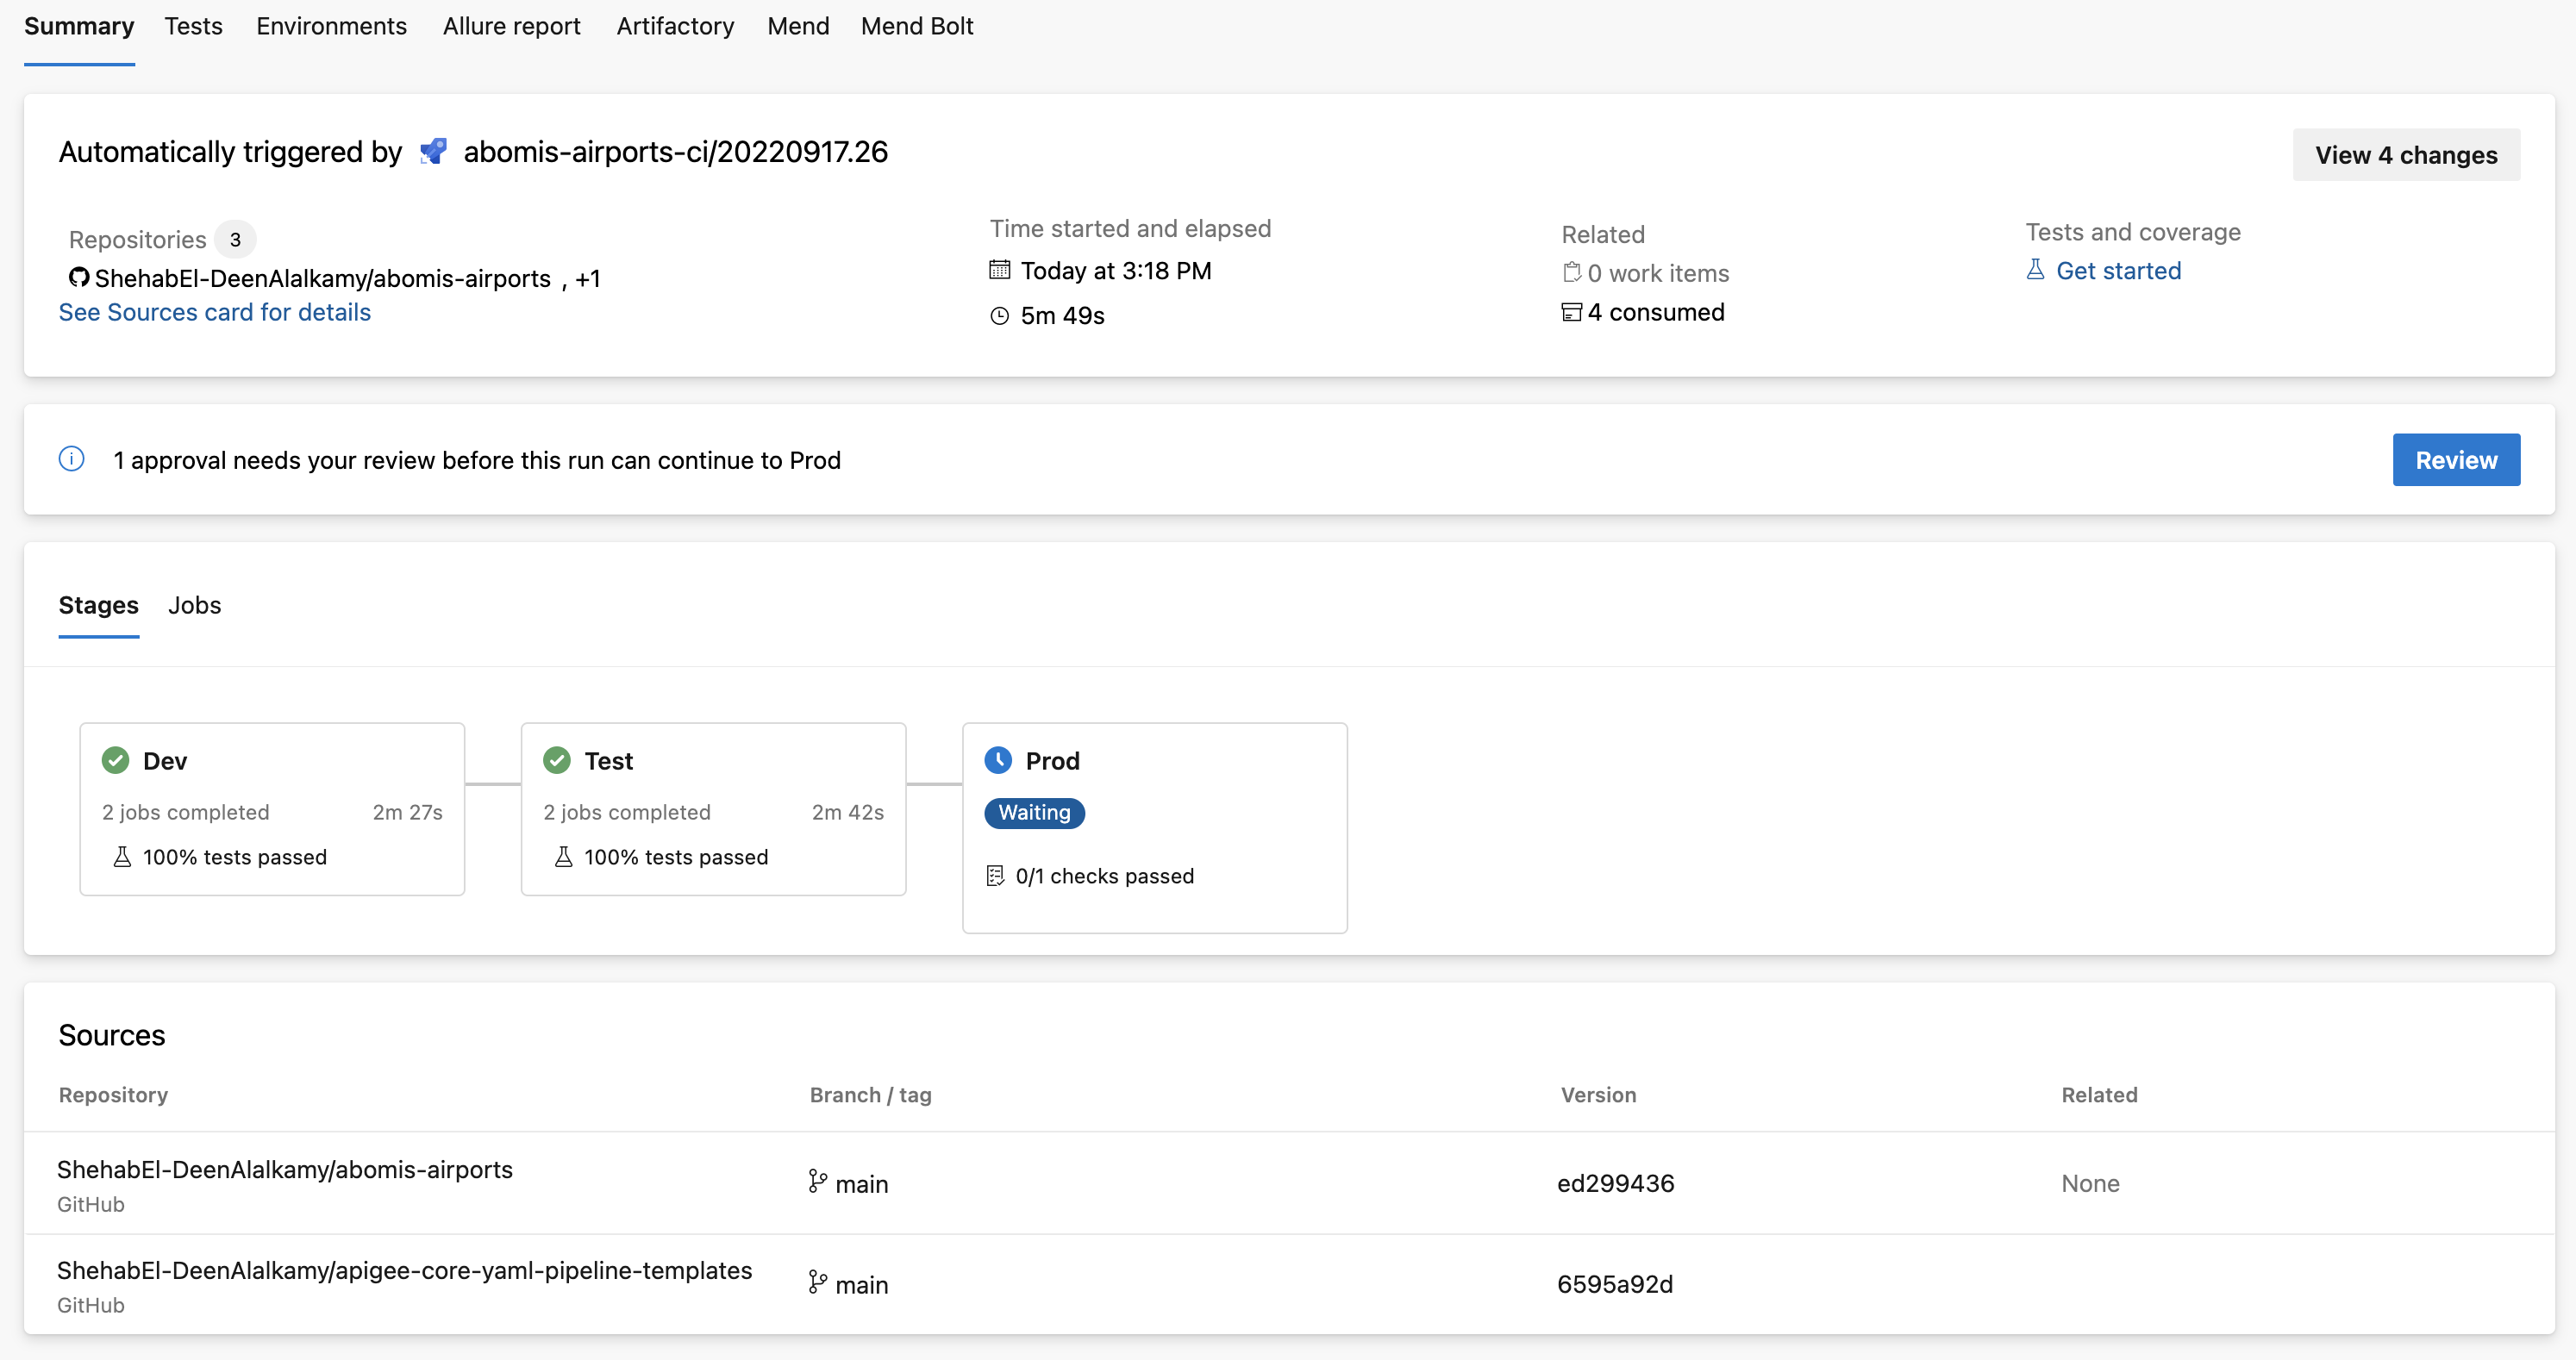 Summary Tests Environments Allure report Artifactory Mend Mend Bolt
Automatically triggered by abomis-airports-ci/20220917.26
View 4 changes
Repositories 3
ShehabEl-DeenAlalkamy/abomis-airports , +1
See Sources card for details
Time started and elapsed
Today at 3:18 PM
5m 49s
Related
0 work items
4 consumed
Tests and coverage
Get started
1 approval needs your review before this run can continue to Prod
Review
Stages Jobs
Dev
2 jobs completed 2m 27s
100% tests passed
Test
2 jobs completed 2m 42s
100% tests passed
Prod
Waiting
0/1 checks passed
Sources
Repository Branch / tag Version Related
ShehabEl-DeenAlalkamy/abomis-airports
GitHub
main
ed299436
None
ShehabEl-DeenAlalkamy/apigee-core-yaml-pipeline-templates
GitHub
main
6595a92d